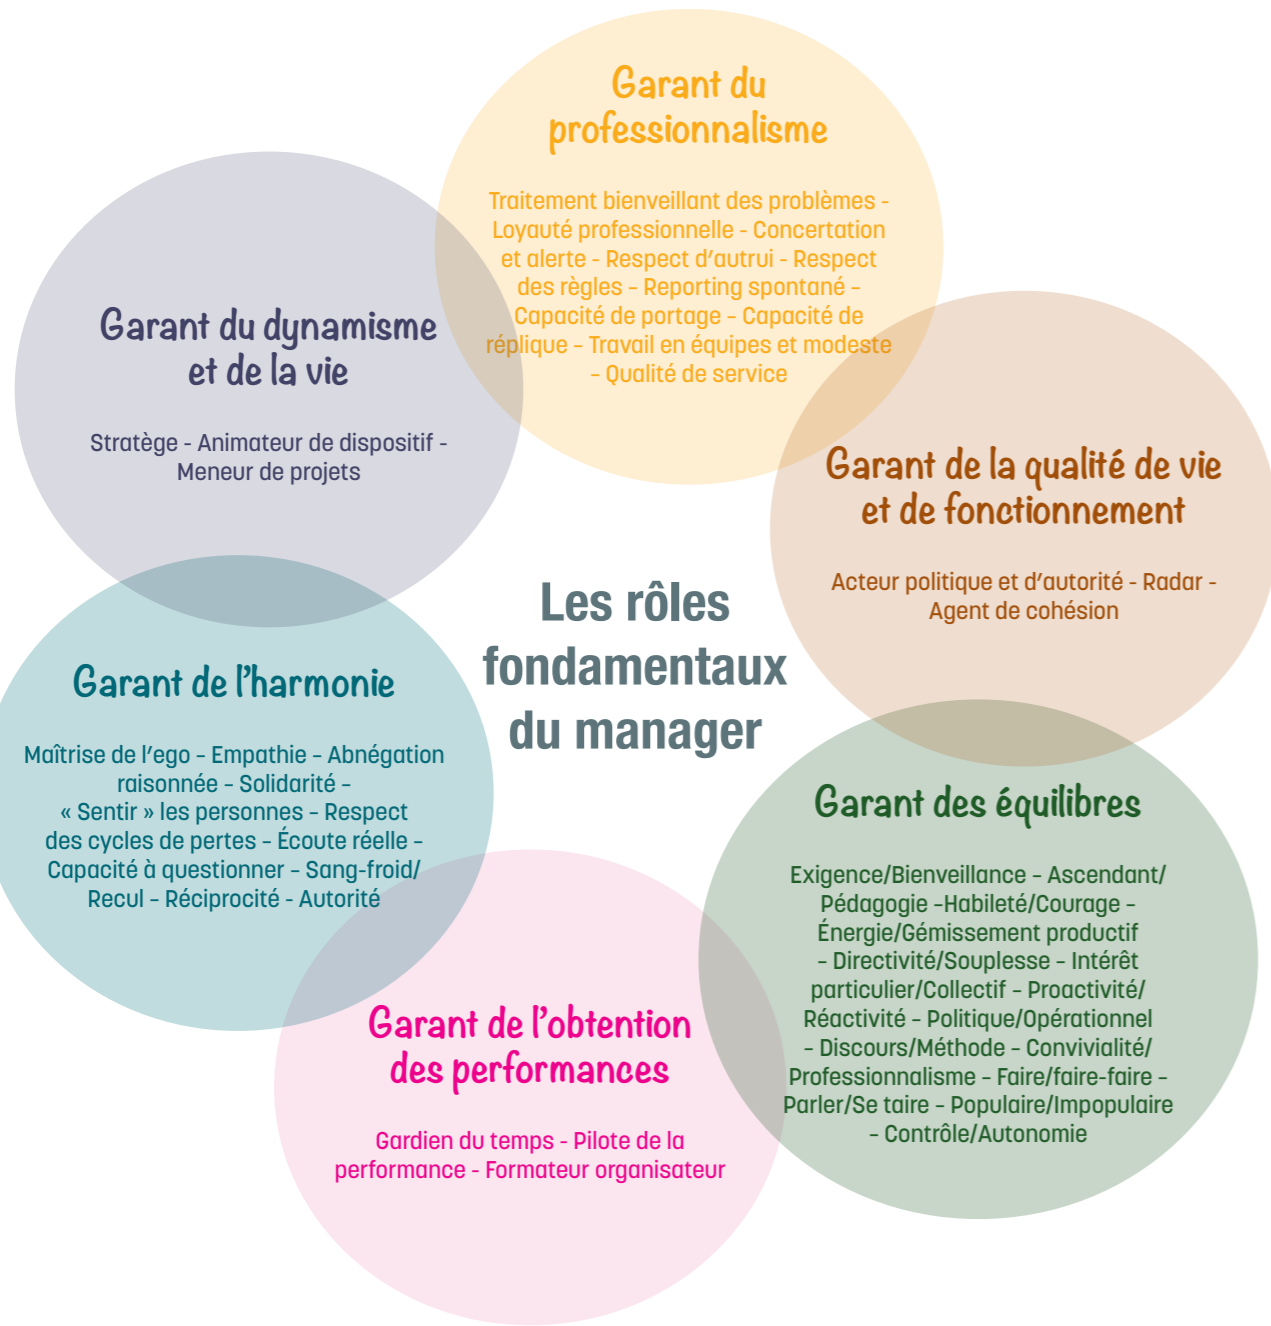 Garant du
professionnalisme
Traitement bienveillant des problèmes -
Loyauté professionnelle - Concertation
et alerte - Respect d’autrui - Respect
des règles – Reporting spontané –
Capacité de portage – Capacité de
réplique – Travail en équipes et modeste
– Qualité de service
Garant du dynamisme
et de la vie
Stratège - Animateur de dispositif -
Meneur de projets
Garant de la qualité de vie
et de fonctionnement
Acteur politique et d’autorité - Radar -
Agent de cohésion
Les rôles
fondamentaux
du manager
Garant de l’harmonie
Maîtrise de l’ego – Empathie – Abnégation
raisonnée – Solidarité –
« Sentir » les personnes – Respect
des cycles de pertes – Écoute réelle –
Capacité à questionner – Sang-froid/
Recul – Réciprocité - Autorité
Garant des équilibres
Exigence/Bienveillance – Ascendant/
Pédagogie –Habileté/Courage –
Énergie/Gémissement productif
– Directivité/Souplesse – Intérêt
particulier/Collectif – Proactivité/
Réactivité – Politique/Opérationnel
– Discours/Méthode – Convivialité/
Professionnalisme – Faire/faire-faire –
Parler/Se taire – Populaire/Impopulaire
– Contrôle/Autonomie
Garant de l’obtention
des performances
Gardien du temps - Pilote de la
performance - Formateur organisateur